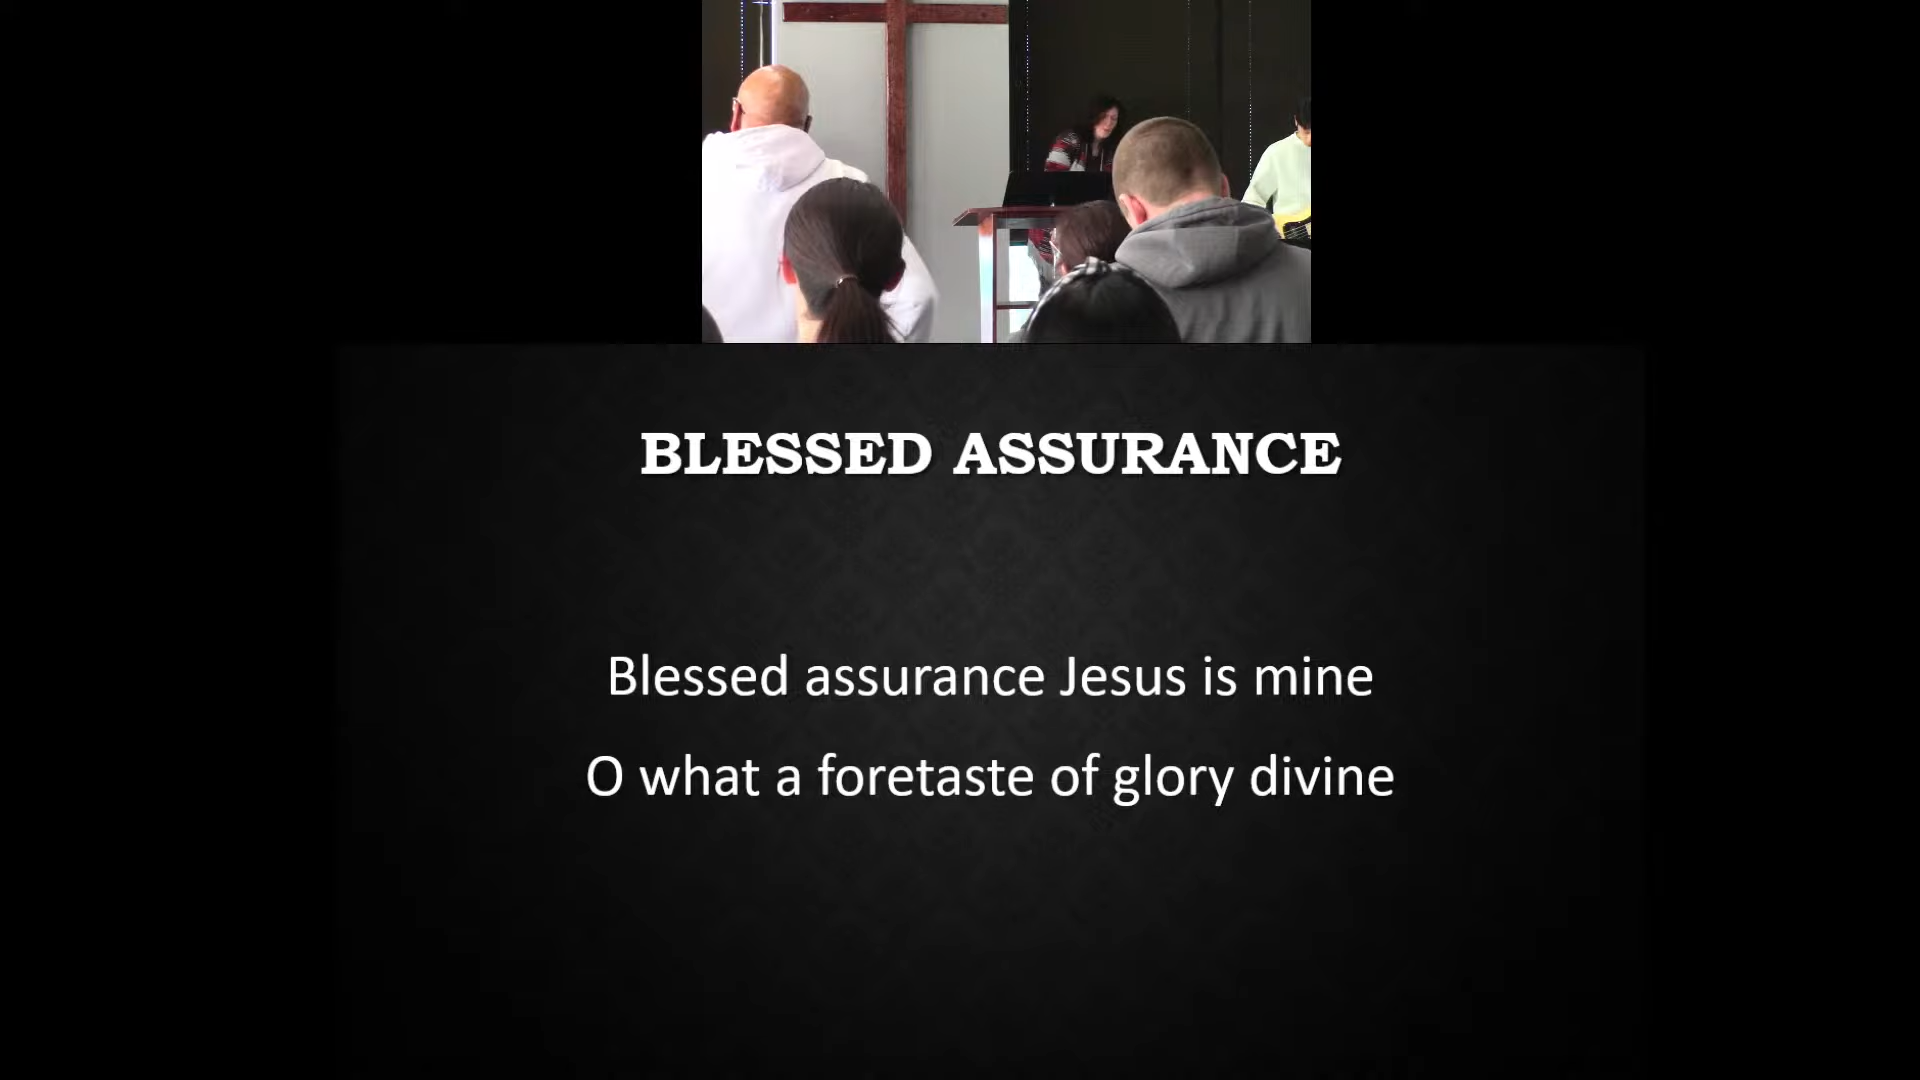 BLESSED ASSURANCE
Blessed assurance Jesus is mine
O what a foretaste of glory divine